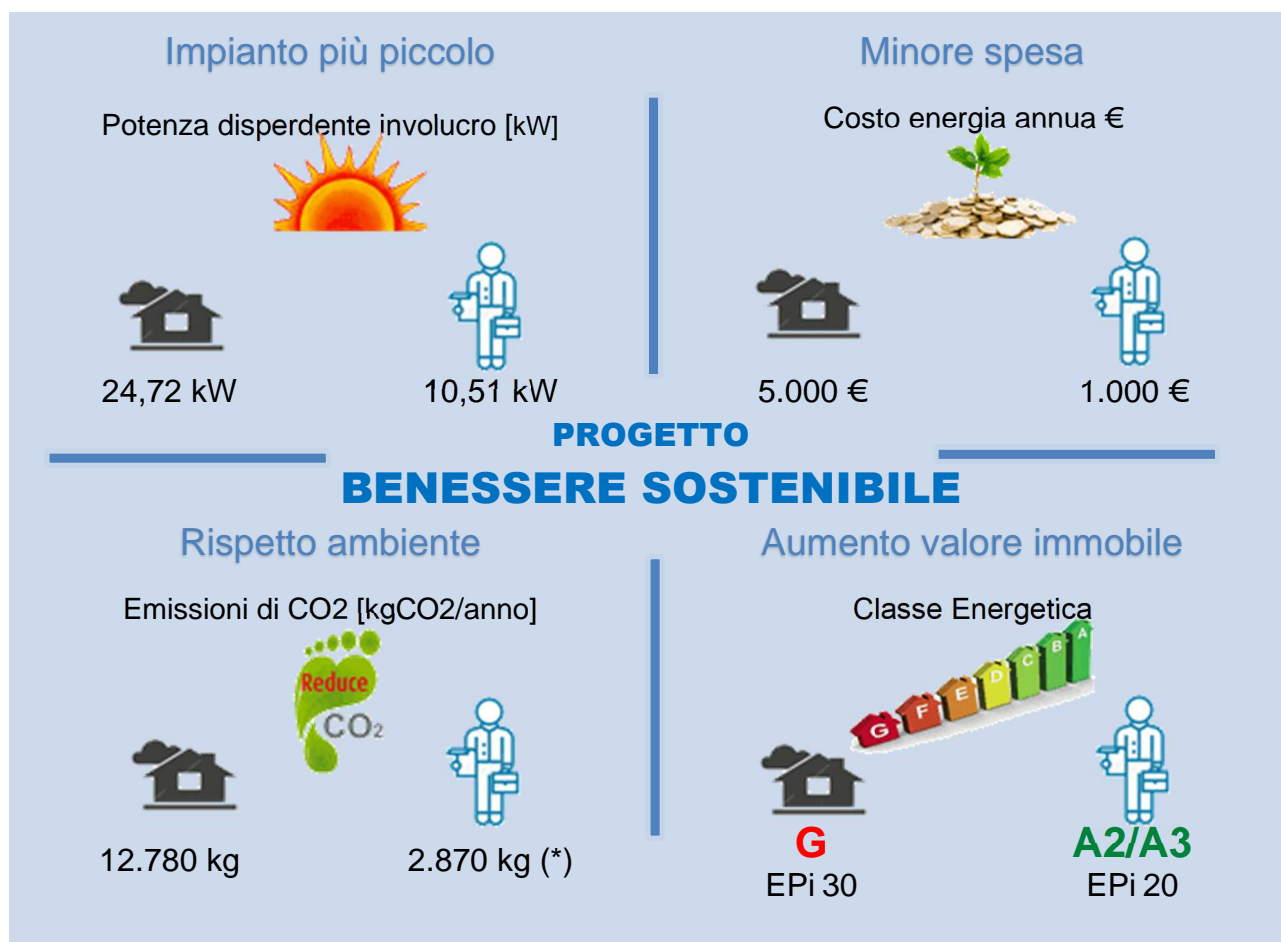 Impianto più piccolo
Potenza disperdente involucro [kW]
24,72 kW
10,51 kW
Minore spesa
Costo energia annua €
5.000 €
1.000 €
PROGETTO
BENESSERE SOSTENIBILE
Rispetto ambiente
Emissioni di CO2 [kgCO2/anno]
Reduce
CO2
12.780 kg
2.870 kg (*)
Aumento valore immobile
Classe Energetica
G F E D C B A
G
EPi 30
A2/A3
EPi 20